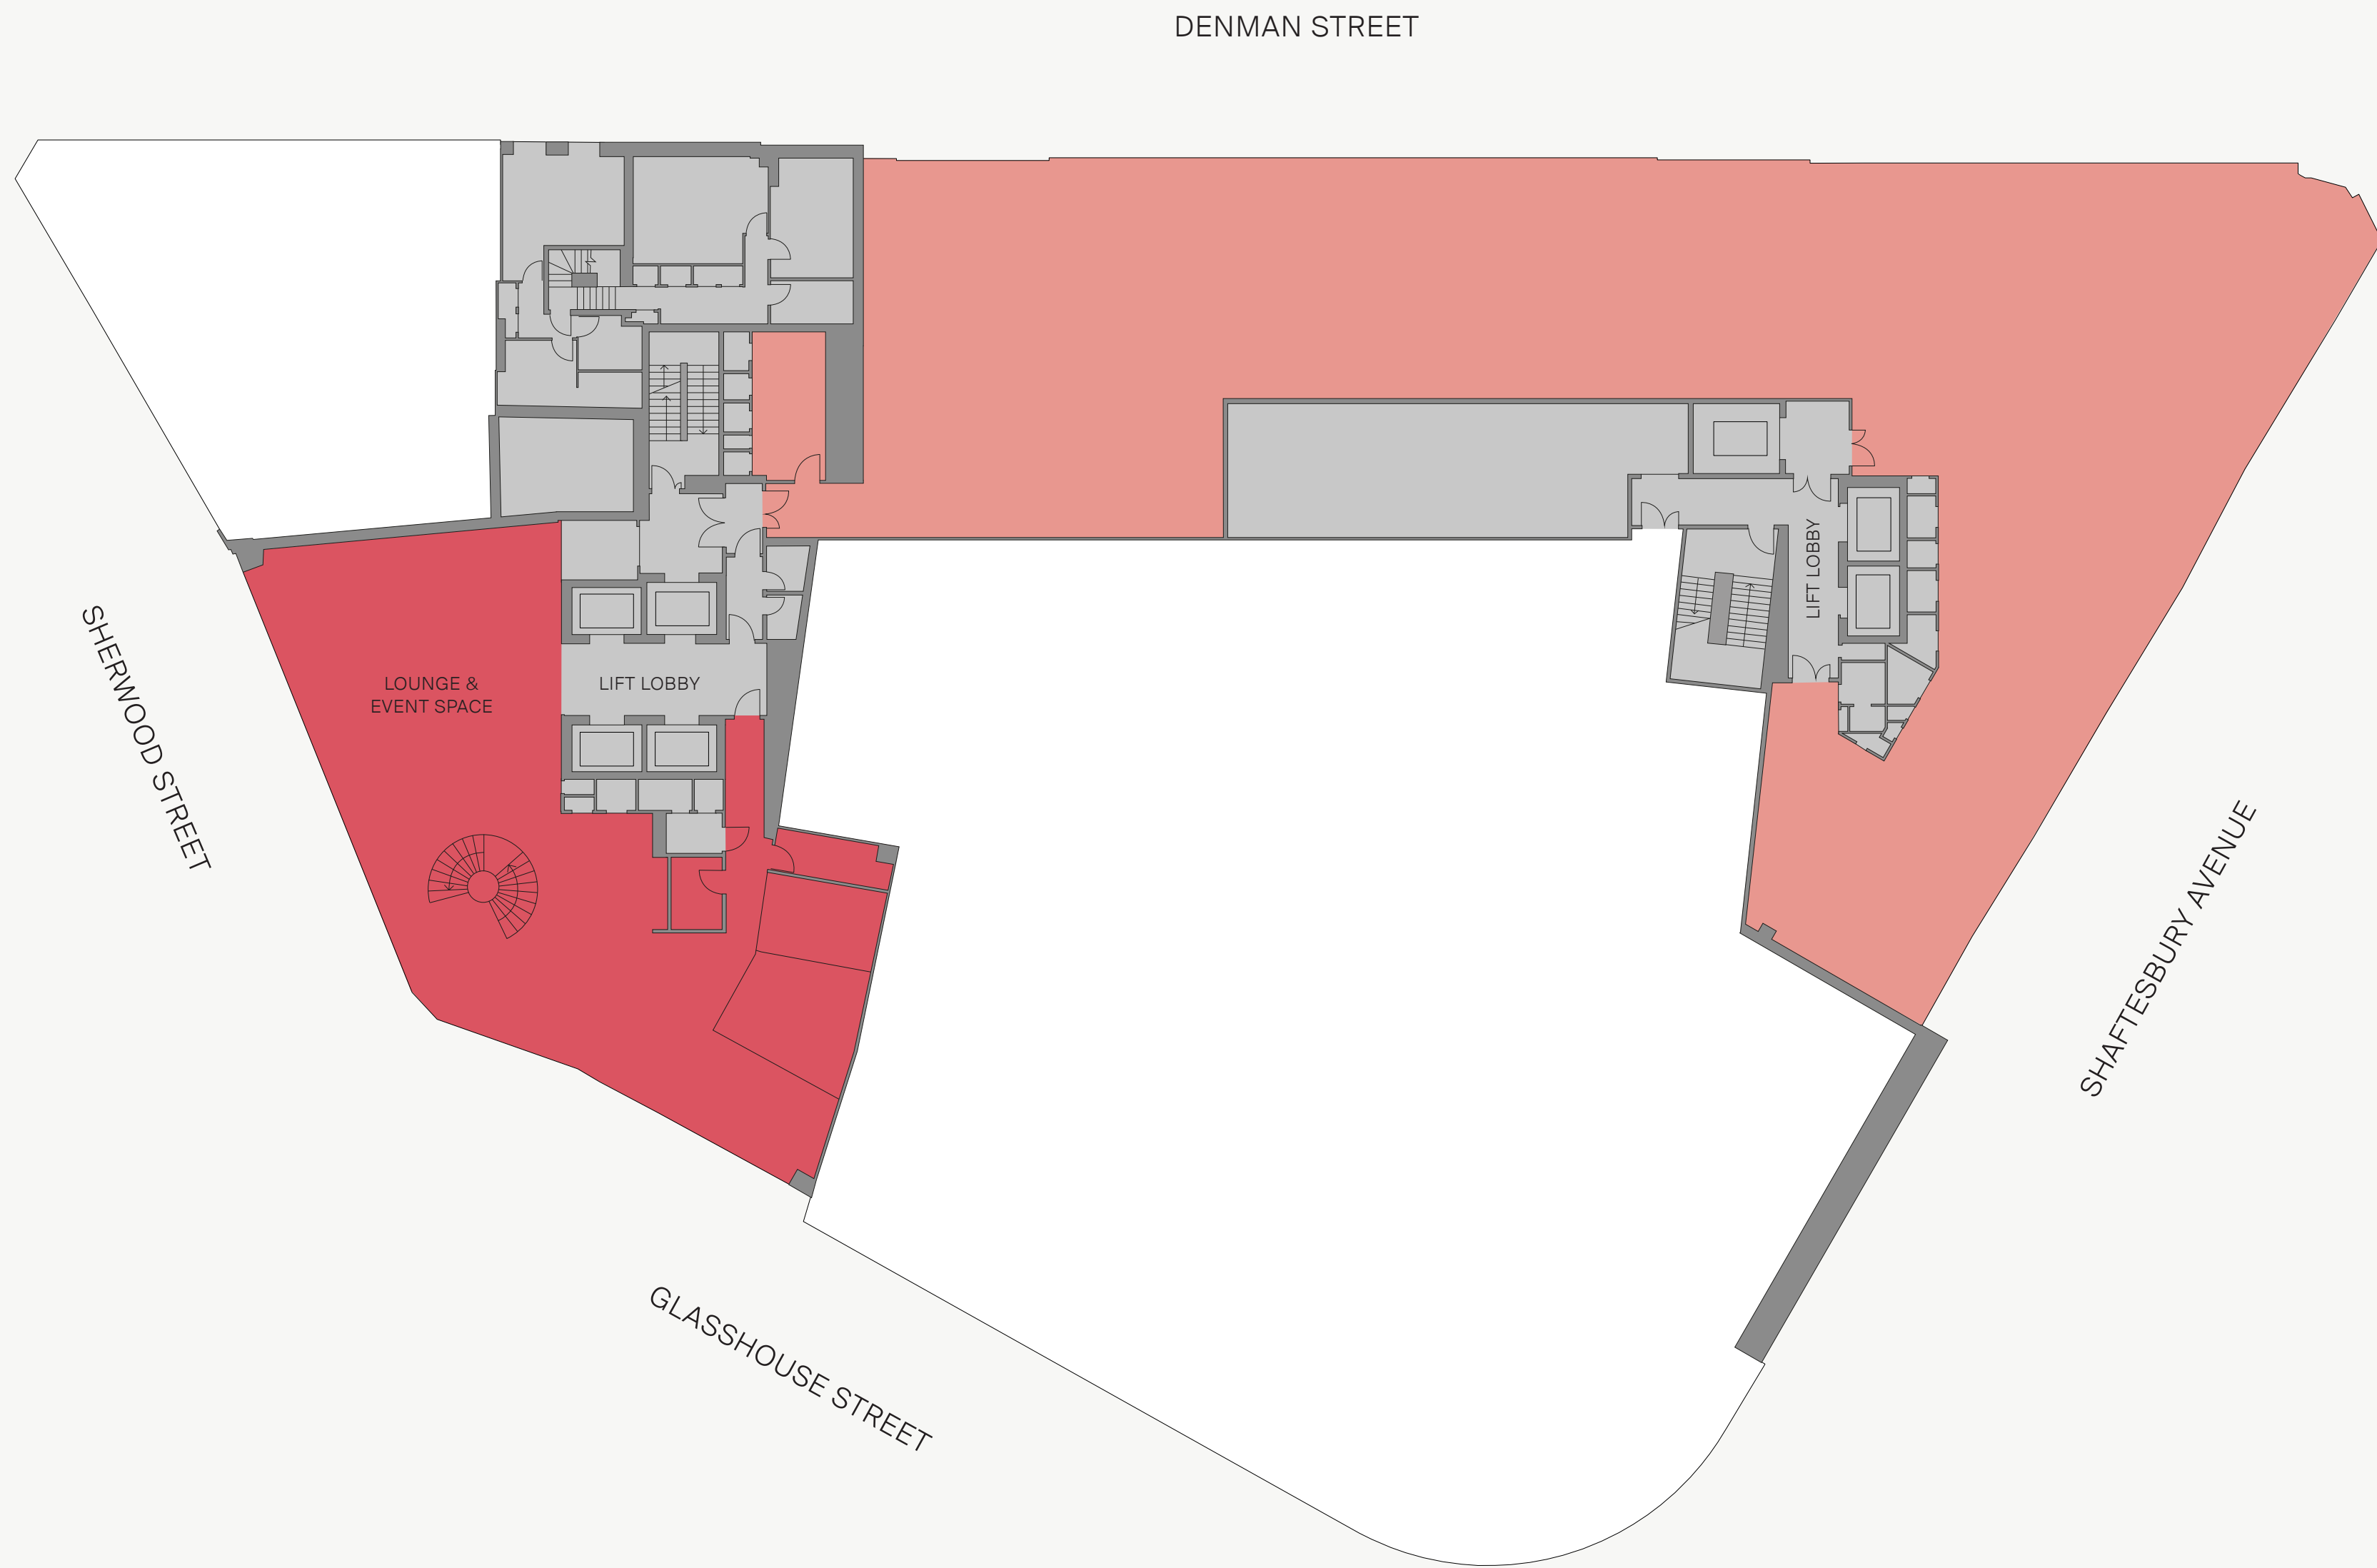 DENMAN STREET
LIFT LOBBY
SHERWOOD STREET
LOUNGE &
EVENT SPACE
LIFT LOBBY
SHAFTESBURY AVENUE
GLASSHOUSE STREET